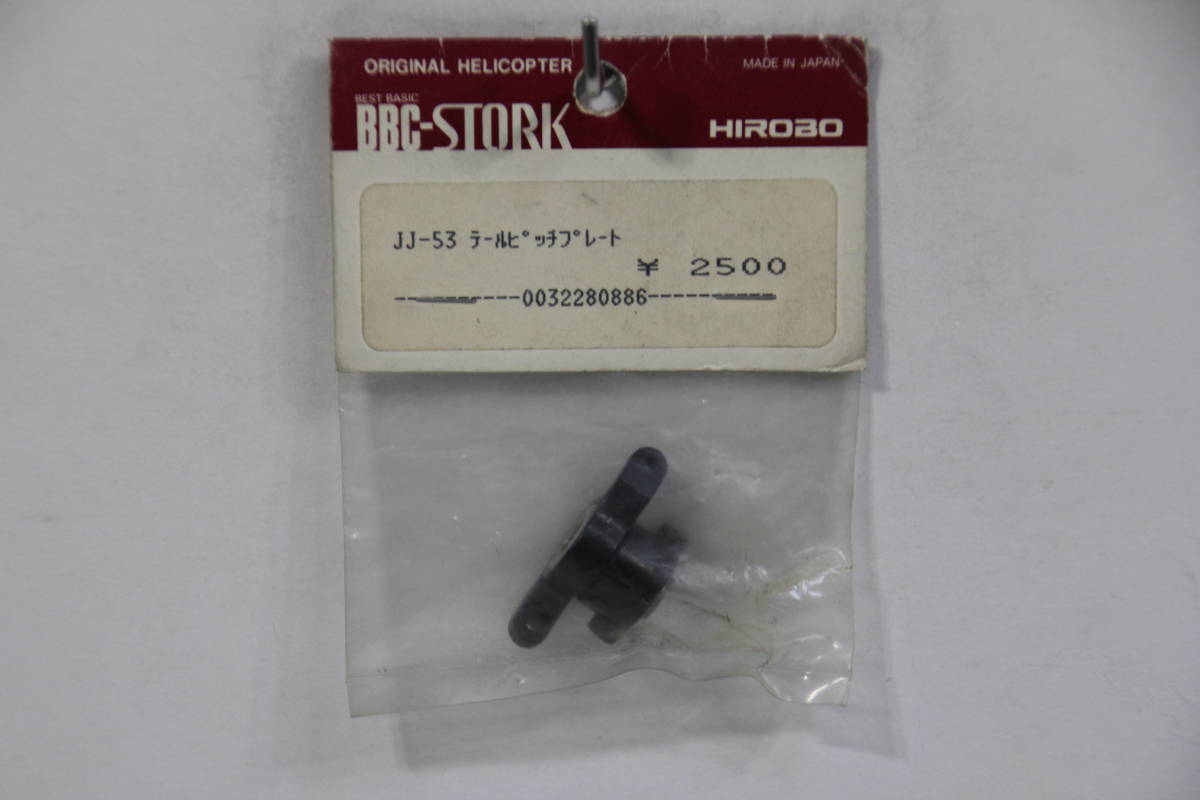 ORIGINAL HELICOPTER
MADE IN JAPAN
BEST BASIC
BBC-STORK
HIROBO
JJ-53 ﾃｰﾙﾋﾟｯﾁﾌﾟﾚｰﾄ
¥ 2500
----------0032280886----------